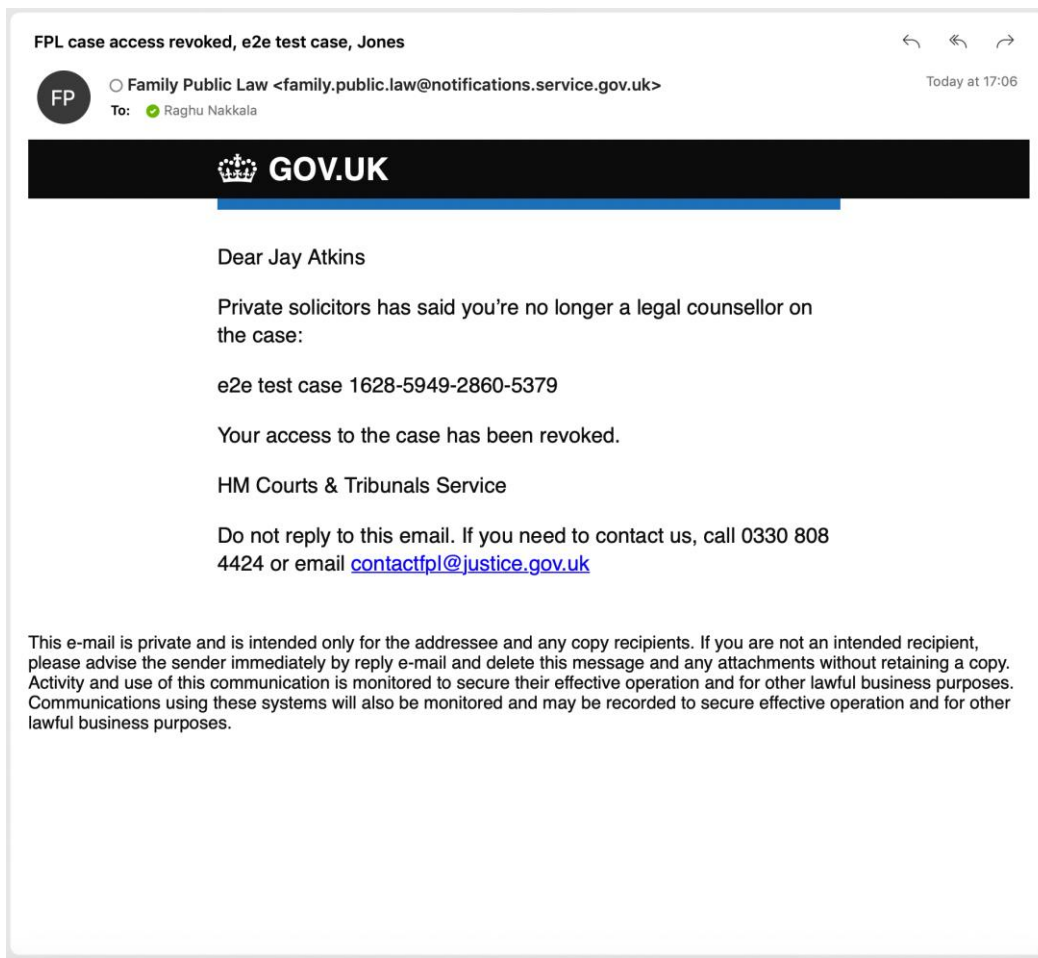 FPL case access revoked, e2e test case, Jones
FP
Family Public Law <family.public.law@notifications.service.gov.uk>
Today at 17:06
To: Raghu Nakkala
GOV.UK
Dear Jay Atkins
Private solicitors has said you're no longer a legal counsellor on
the case:
e2e test case 1628-5949-2860-5379
Your access to the case has been revoked.
HM Courts & Tribunals Service
Do not reply to this email. If you need to contact us, call 0330 808
4424 or email contactfpl@justice.gov.uk
This e-mail is private and is intended only for the addressee and any copy recipients. If you are not an intended recipient,
please advise the sender immediately by reply e-mail and delete this message and any attachments without retaining a copy.
Activity and use of this communication is monitored to secure their effective operation and for other lawful business purposes.
Communications using these systems will also be monitored and may be recorded to secure effective operation and for other
lawful business purposes.